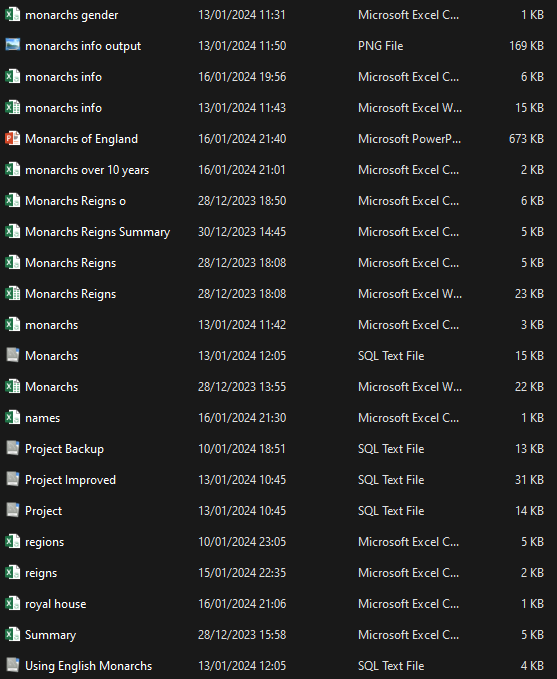 monarchs gender 13/01/2024 11:31 Microsoft Excel C... 1 KB
monarchs info output 13/01/2024 11:50 PNG File 169 KB
monarchs info 16/01/2024 19:56 Microsoft Excel C... 6 KB
monarchs info 13/01/2024 11:43 Microsoft Excel W... 15 KB
Monarchs of England 16/01/2024 21:40 Microsoft PowerP... 673 KB
monarchs over 10 years 16/01/2024 21:01 Microsoft Excel C... 2 KB
Monarchs Reigns o 28/12/2023 18:50 Microsoft Excel C... 6 KB
Monarchs Reigns Summary 30/12/2023 14:45 Microsoft Excel C... 5 KB
Monarchs Reigns 28/12/2023 18:08 Microsoft Excel C... 5 KB
Monarchs Reigns 28/12/2023 18:08 Microsoft Excel W... 23 KB
monarchs 13/01/2024 11:42 Microsoft Excel C... 3 KB
Monarchs 13/01/2024 12:05 SQL Text File 15 KB
Monarchs 28/12/2023 13:55 Microsoft Excel W... 22 KB
names 16/01/2024 21:30 Microsoft Excel C... 1 KB
Project Backup 10/01/2024 18:51 SQL Text File 13 KB
Project Improved 13/01/2024 10:45 SQL Text File 31 KB
Project 13/01/2024 10:45 SQL Text File 14 KB
regions 10/01/2024 23:05 Microsoft Excel C... 5 KB
reigns 15/01/2024 22:35 Microsoft Excel C... 2 KB
royal house 16/01/2024 21:06 Microsoft Excel C... 1 KB
Summary 28/12/2023 15:58 Microsoft Excel C... 5 KB
Using English Monarchs 13/01/2024 12:05 SQL Text File 4 KB